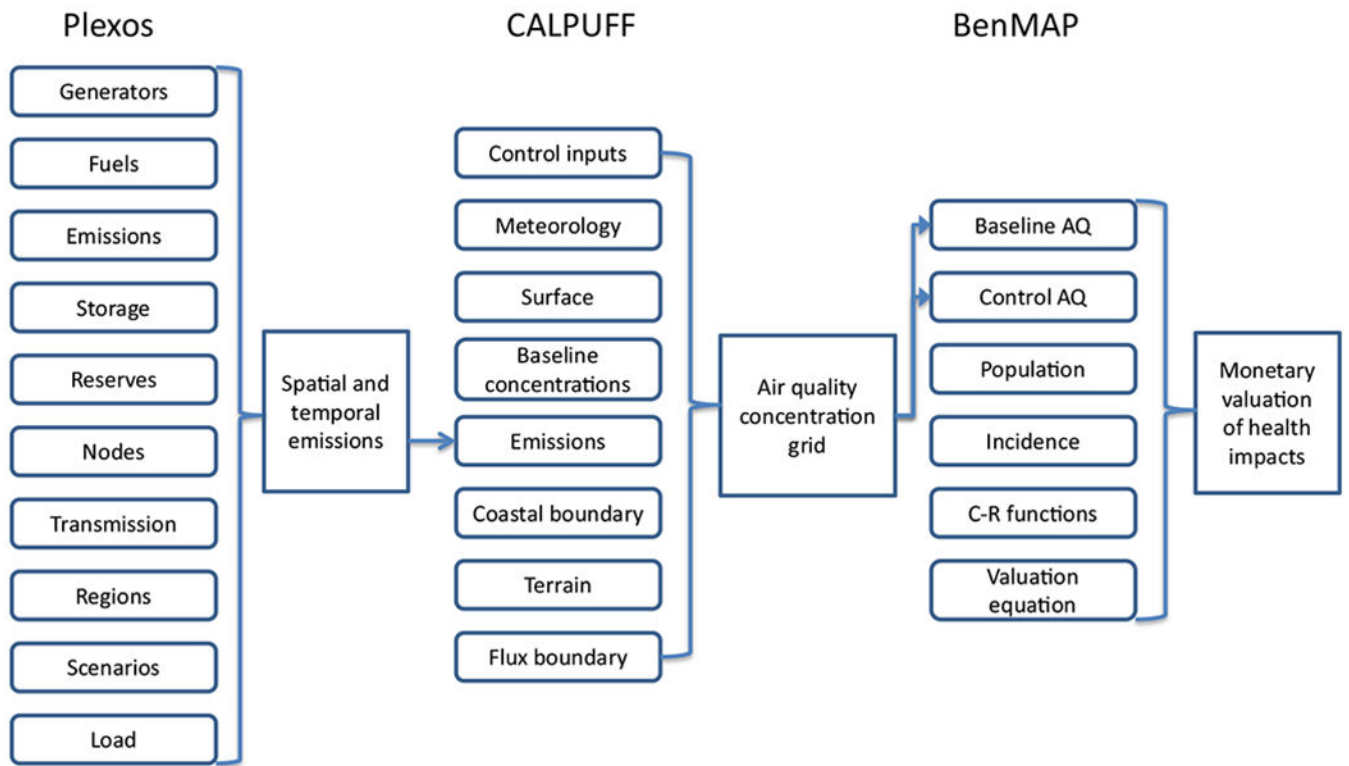 Plexos
Generators
Fuels
Emissions
Storage
Reserves
Nodes
Transmission
Regions
Scenarios
Load
Spatial and
temporal
emissions
CALPUFF
Control inputs
Meteorology
Surface
Baseline
concentrations
Emissions
Coastal boundary
Terrain
Flux boundary
Air quality
concentration
grid
BenMAP
Baseline AQ
Control AQ
Population
Incidence
C-R functions
Valuation
equation
Monetary
valuation
of health
impacts